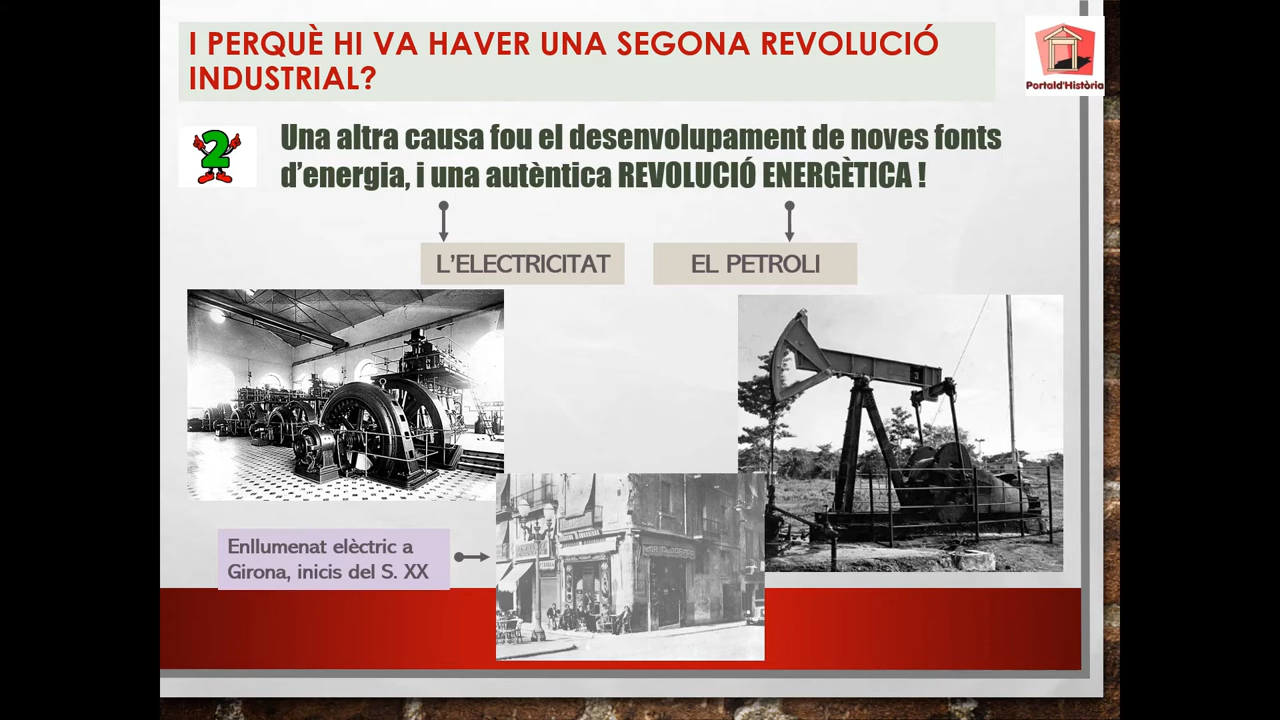 I PERQUÈ HI VA HAVER UNA SEGONA REVOLUCIÓ
INDUSTRIAL?
Portald'Història
2
Una altra causa fou el desenvolupament de noves fonts
d'energia, i una autèntica REVOLUCIÓ ENERGÈTICA !
L'ELECTRICITAT
EL PETROLI
Enllumenat elèctric a
Girona, inicis del S. XX